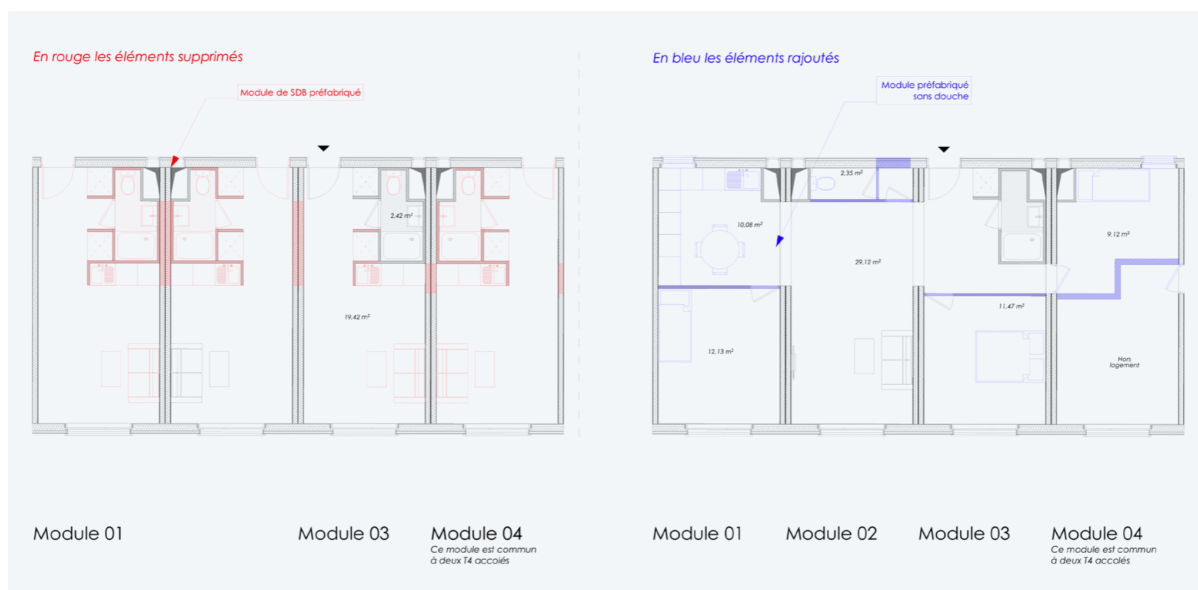 En rouge les éléments supprimés
Module de SDB préfabriqué
2,42 m²
19,42 m²
Module 01
Module 03
Module 04
Ce module est commun
à deux T4 accolés
En bleu les éléments rajoutés
Module préfabriqué
sans douche
2,35 m²
10,08 m²
9,12 m²
29,12 m²
11,47 m²
12,13 m²
Hors
logement
Module 01
Module 02
Module 03
Module 04
Ce module est commun
à deux T4 accolés